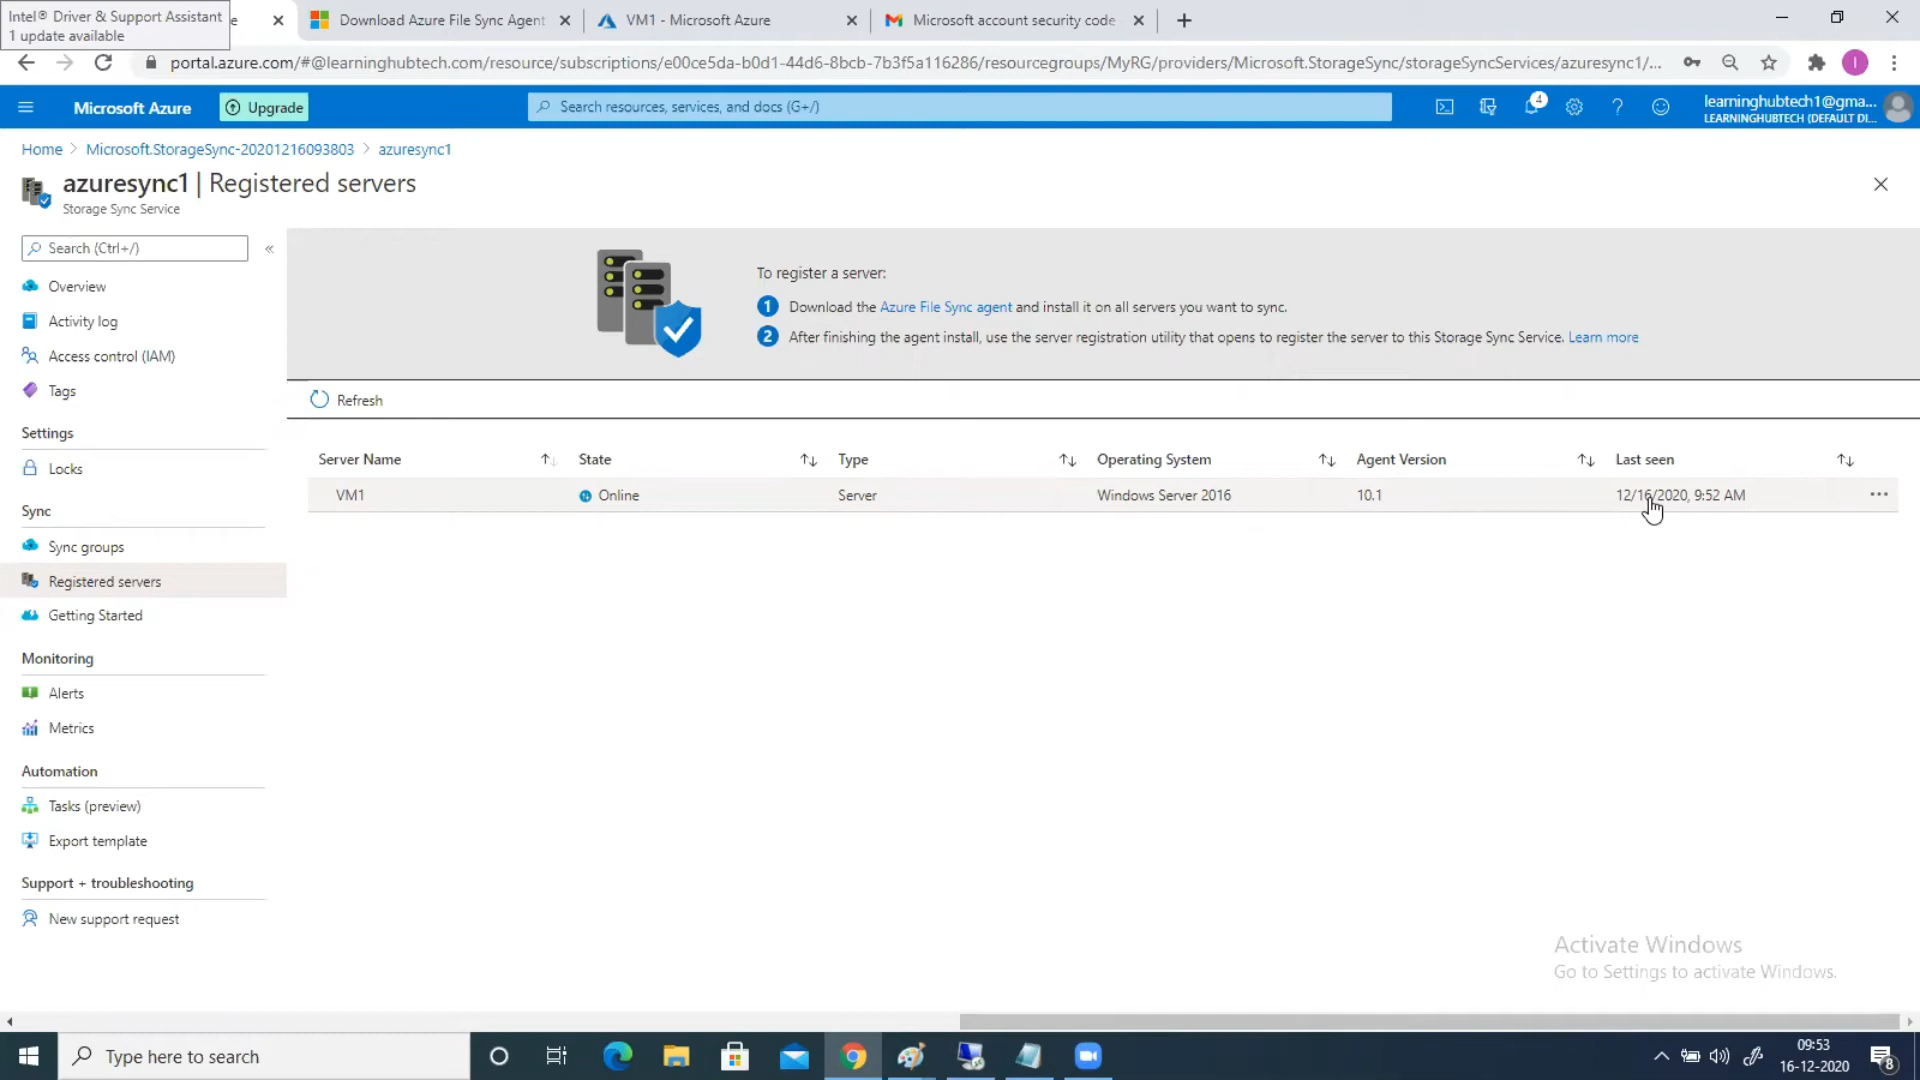 Intel® Driver & Support Assistant
1 update available
e
Download Azure File Sync Agent
VM1 - Microsoft Azure
Microsoft account security code
portal.azure.com/#@learninghubtech.com/resource/subscriptions/e00ce5da-b0d1-44d6-8bcb-7b3f5a116286/resourcegroups/MyRG/providers/Microsoft.StorageSync/storageSyncServices/azuresync1/...
I
Microsoft Azure
Upgrade
Search resources, services, and docs (G+/)
4
learninghubtech1@gma...
LEARNINGHUBTECH (DEFAULT DI...
Home > Microsoft.StorageSync-20201216093803 > azuresync1
azuresync1 | Registered servers
Storage Sync Service
Search (Ctrl+/)
Overview
Activity log
Access control (IAM)
Tags
Settings
Locks
Sync
Sync groups
Registered servers
Getting Started
Monitoring
Alerts
Metrics
Automation
Tasks (preview)
Export template
Support + troubleshooting
New support request
To register a server:
1 Download the Azure File Sync agent and install it on all servers you want to sync.
2 After finishing the agent install, use the server registration utility that opens to register the server to this Storage Sync Service. Learn more
Refresh
Server Name State Type Operating System Agent Version Last seen
VM1 Online Server Windows Server 2016 10.1 12/16/2020, 9:52 AM ...
Activate Windows
Go to Settings to activate Windows.
Type here to search
09:53
16-12-2020
8